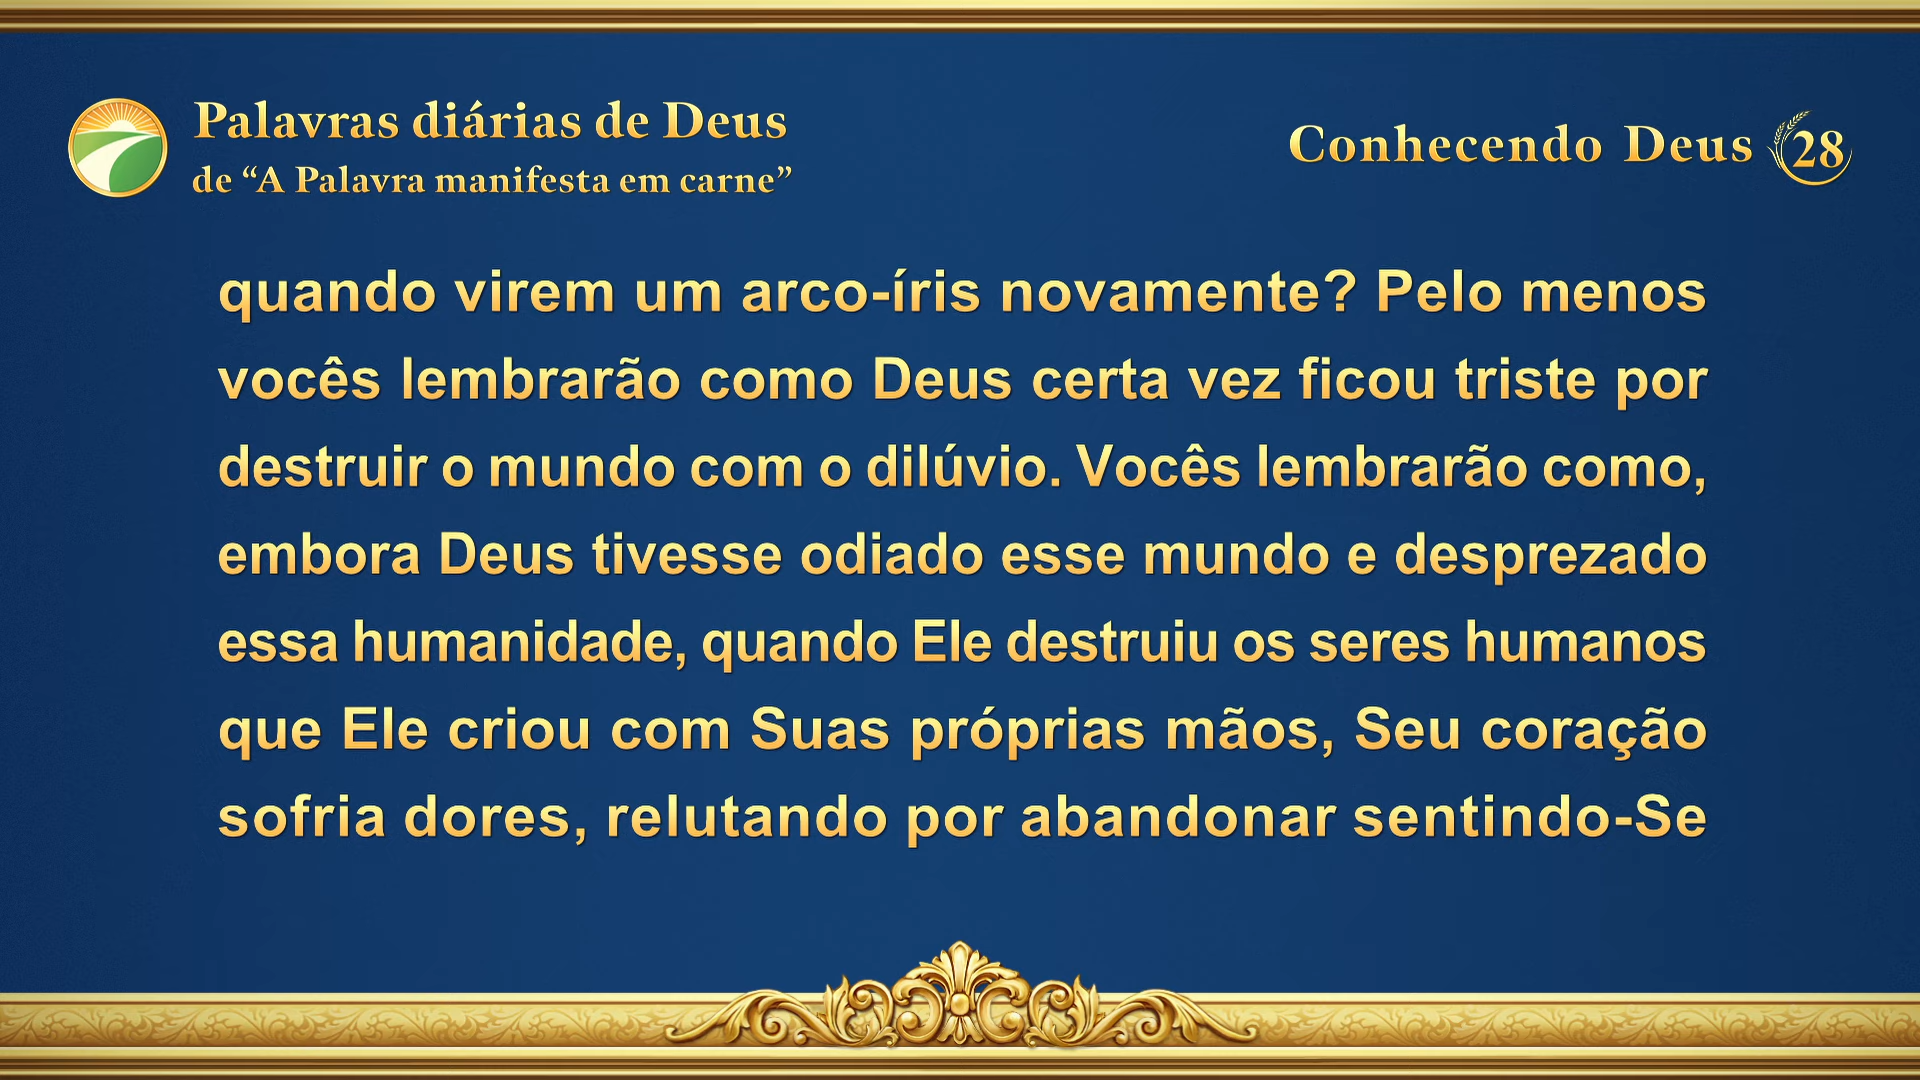 Palavras diárias de Deus
de “A Palavra manifesta em carne”
Conhecendo Deus 28
quando virem um arco-íris novamente? Pelo menos
vocês lembrarão como Deus certa vez ficou triste por
destruir o mundo com o dilúvio. Vocês lembrarão como,
embora Deus tivesse odiado esse mundo e desprezado
essa humanidade, quando Ele destruiu os seres humanos
que Ele criou com Suas próprias mãos, Seu coração
sofria dores, relutando por abandonar sentindo-Se